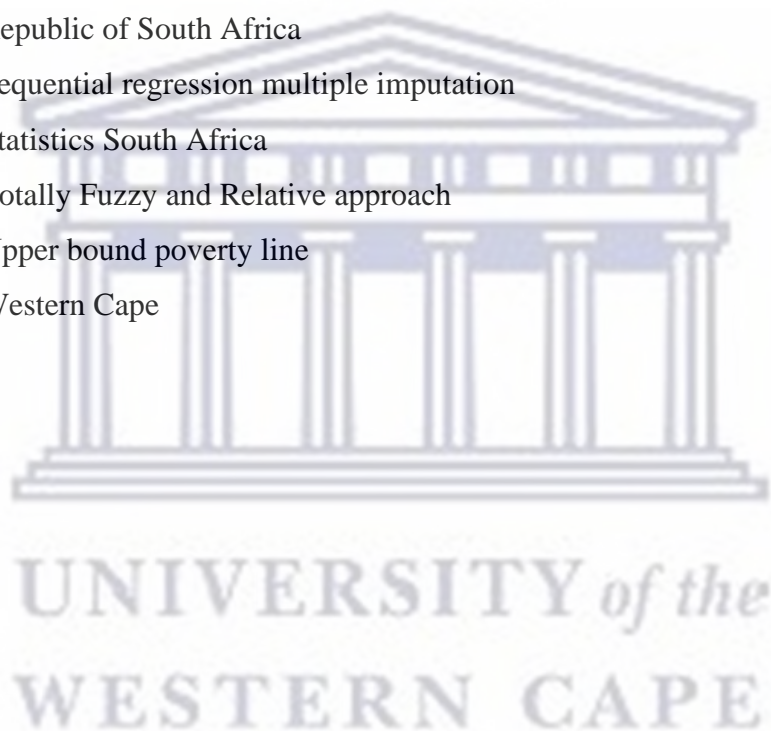 epublic of South Africa
equential regression multiple imputation
tatistics South Africa
otally Fuzzy and Relative approach
pper bound poverty line
estern Cape
UNIVERSITY of the
WESTERN CAPE